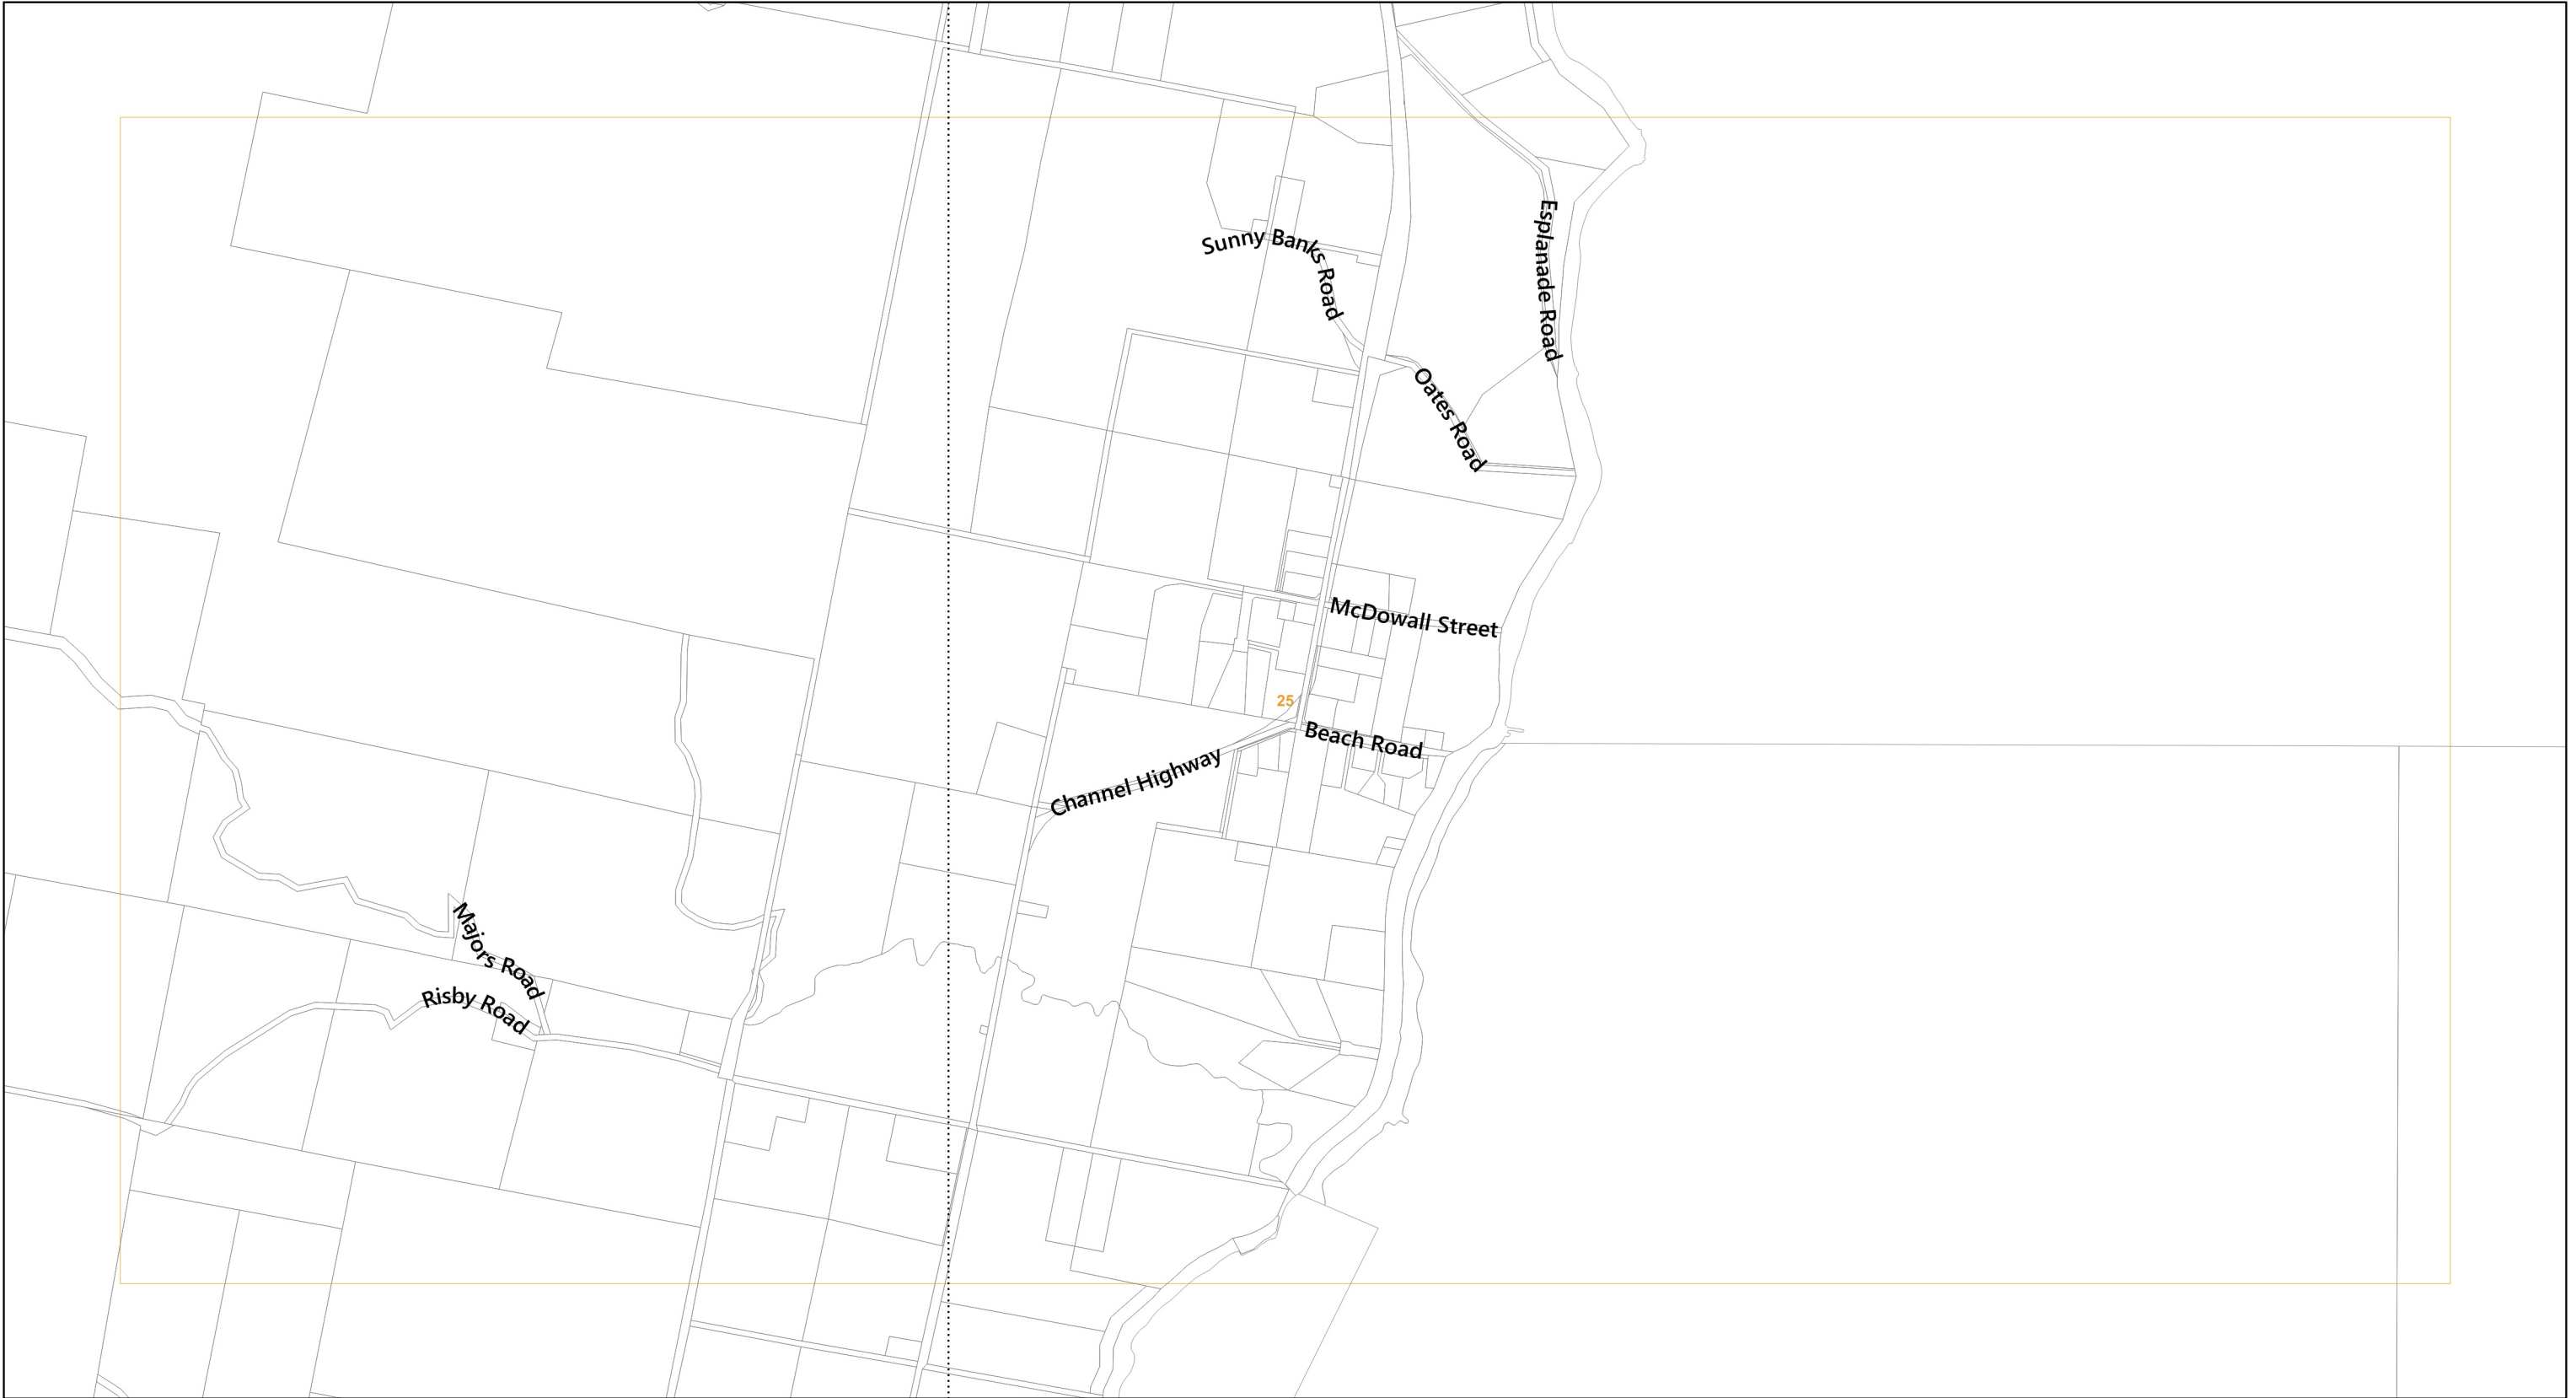 Esplanade Road
Sunny Banks Road
Oates Road
McDowall Street
25
Beach Road
Channel Highway
Majors Road
Risby Road